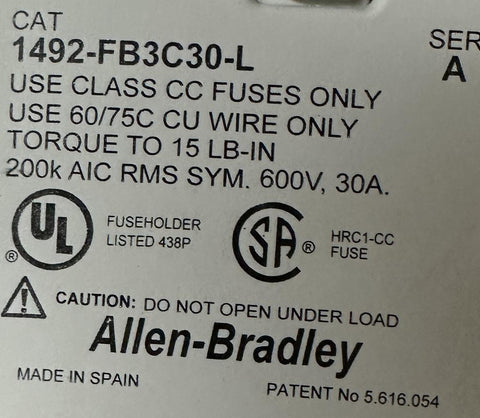 CAT
1492-FB3C30-L
SER
A
USE CLASS CC FUSES ONLY
USE 60/75C CU WIRE ONLY
TORQUE TO 15 LB-IN
200k AIC RMS SYM. 600V, 30A.
UL
®
FUSEHOLDER
LISTED 438P
SA
®
HRC1-CC
FUSE
CAUTION: DO NOT OPEN UNDER LOAD
Allen-Bradley
MADE IN SPAIN
PATENT No 5.616.054